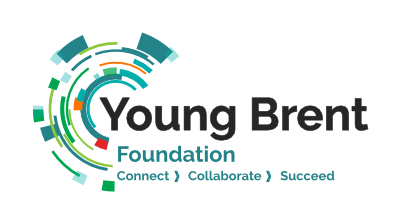 Young Brent
Foundation
Connect ❫ Collaborate ❫ Succeed